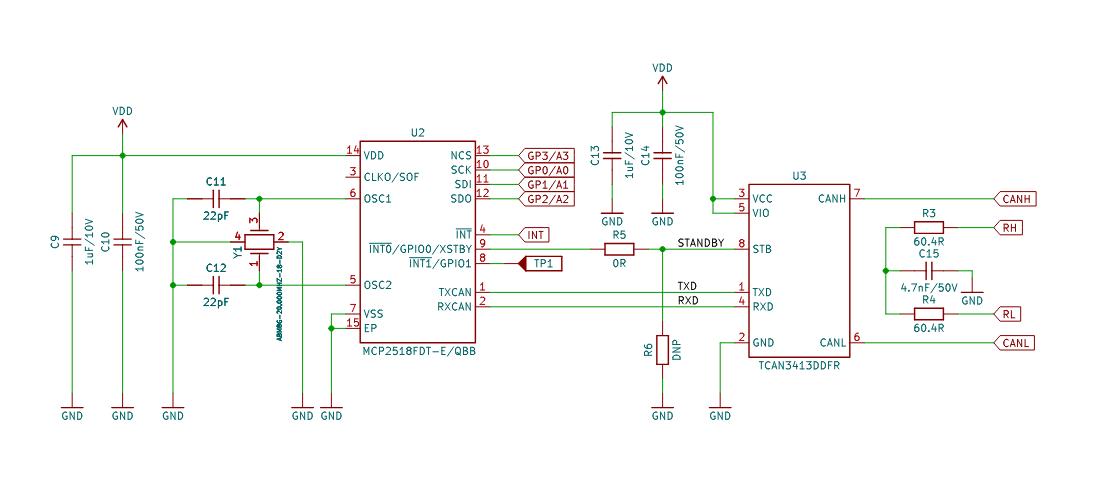 VDD
C9
1uF/10V
C10
100nF/50V
GND
GND
C11
22pF
3
4
2
1
Y1
ABM8G-20.000MHZ-18-D2Y
C12
22pF
GND
GND
GND
U2
14 VDD
3 CLKO/SOF
6 OSC1
5 OSC2
7 VSS
15 EP
NCS 13 GP3/A3
SCK 10 GP0/A0
SDI 11 GP1/A1
SDO 12 GP2/A2
INT 4 INT
INT0/GPIO0/XSTBY 9
INT1/GPIO1 8 TP1
TXCAN 1
RXCAN 2
MCP2518FDT-E/QBB
VDD
C13
1uF/10V
C14
100nF/50V
GND
GND
R5
0R
STANDBY
TXD
RXD
R6
DNP
GND
GND
U3
3 VCC
5 VIO
8 STB
1 TXD
4 RXD
2 GND
CANH 7
CANL 6
TCAN3413DDFR
CANH
R3
60.4R
RH
C15
4.7nF/50V
GND
R4
60.4R
RL
CANL